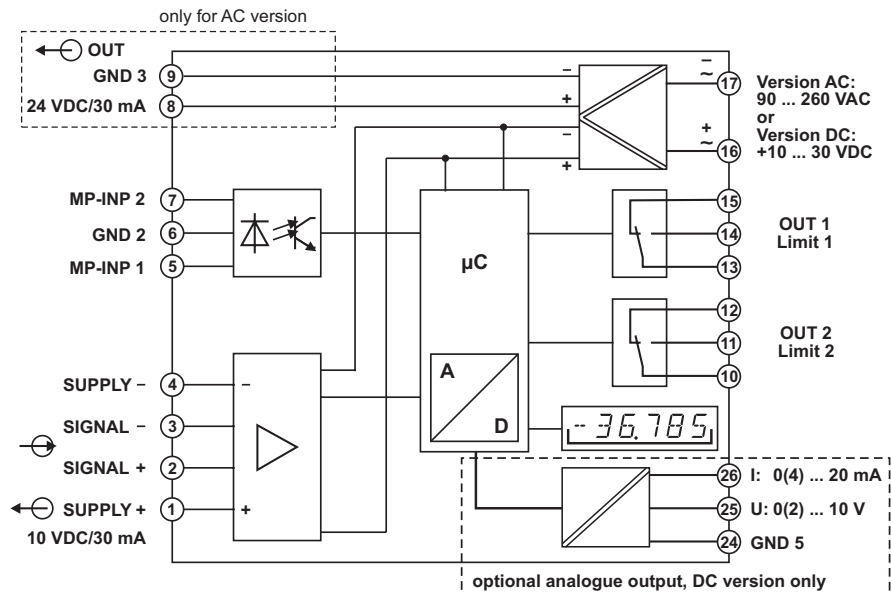 only for AC version
OUT
GND 3
9
24 VDC/30 mA
8
−
+
−
+
−
~
17
+
~
16
Version AC:
90 ... 260 VAC
or
Version DC:
+10 ... 30 VDC
MP-INP 2
7
GND 2
6
MP-INP 1
5
µC
15
14
13
OUT 1
Limit 1
12
11
10
OUT 2
Limit 2
A
D
-36.785
SUPPLY −
4
−
SIGNAL −
3
SIGNAL +
2
SUPPLY +
1
+
10 VDC/30 mA
26
I: 0(4) ... 20 mA
25
U: 0(2) ... 10 V
24
GND 5
optional analogue output, DC version only